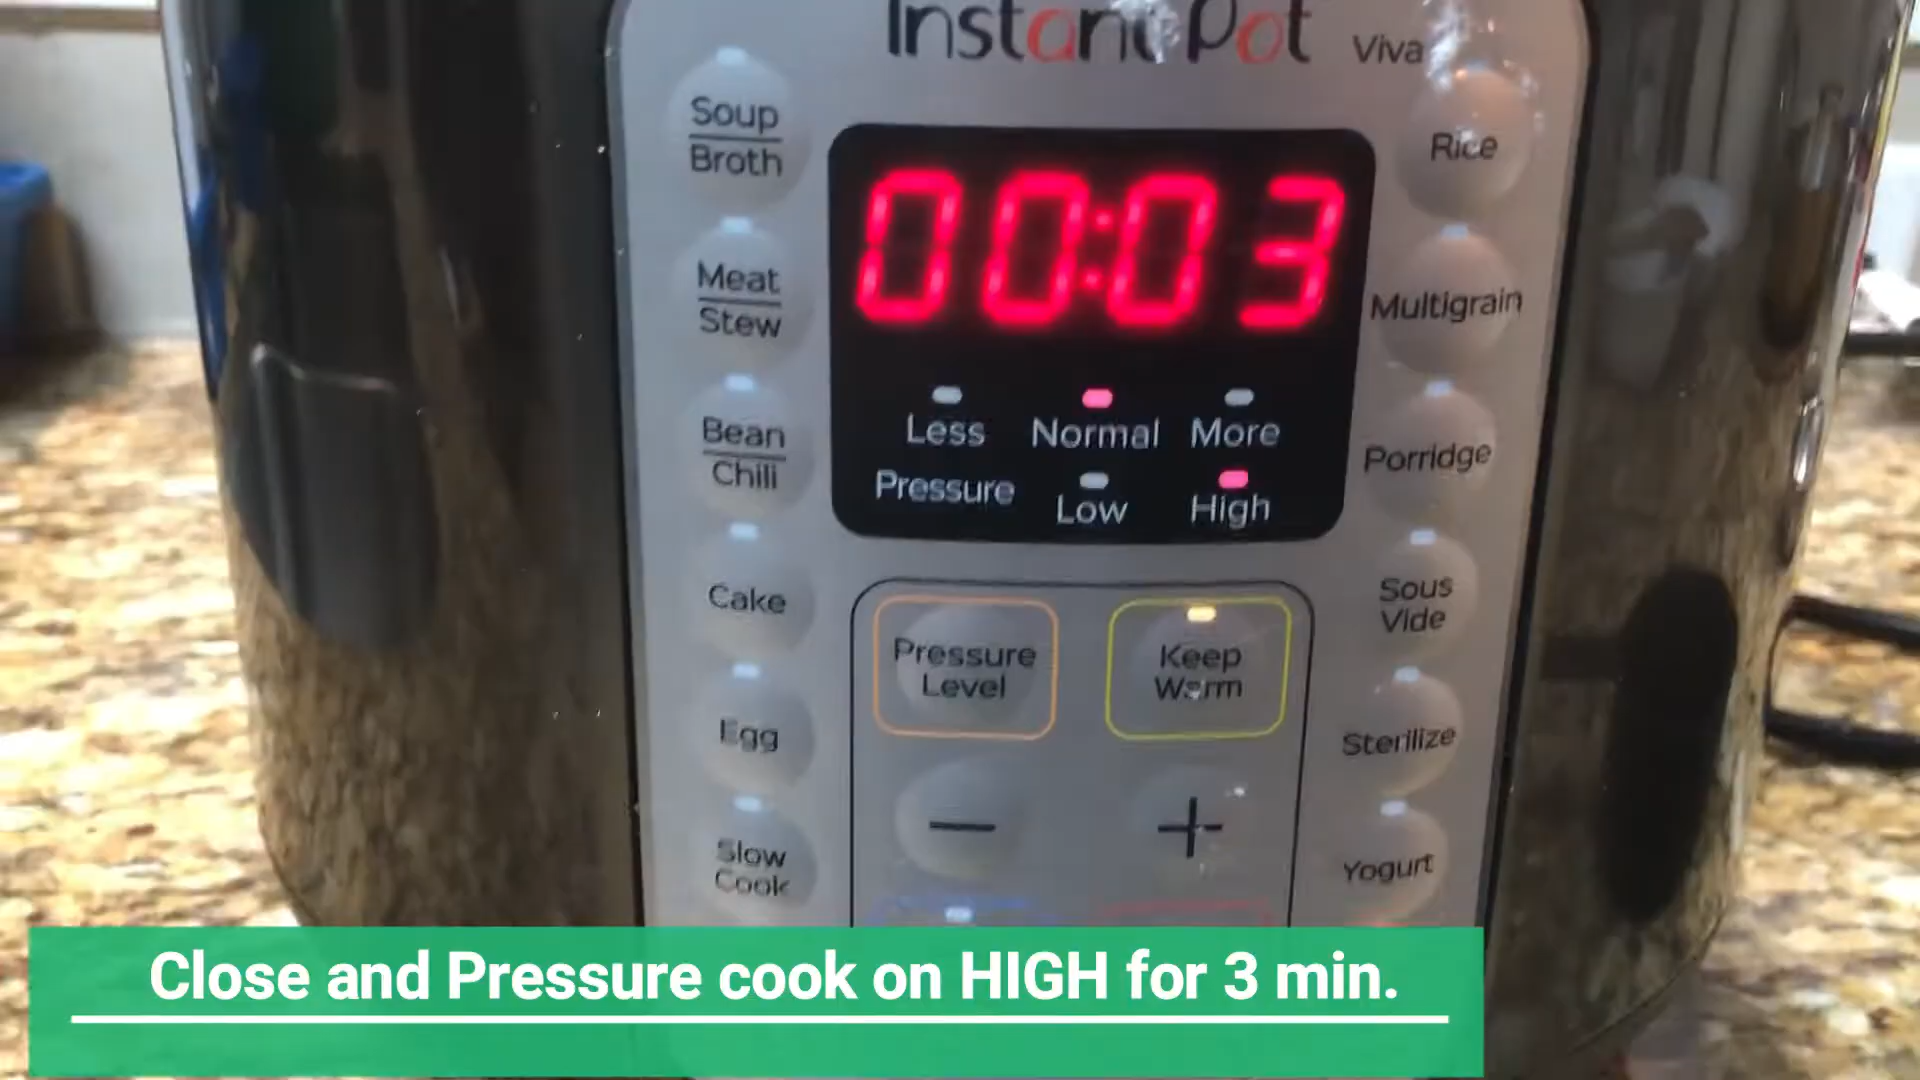 Instant Pot Viva
Soup
Broth
Meat
Stew
Bean
Chili
Cake
Egg
Slow
Cook
00:03
Less Normal More
Pressure Low High
Pressure
Level
Keep
Warm
− +
Rice
Multigrain
Porridge
Sous
Vide
Sterilize
Yogurt
Close and Pressure cook on HIGH for 3 min.